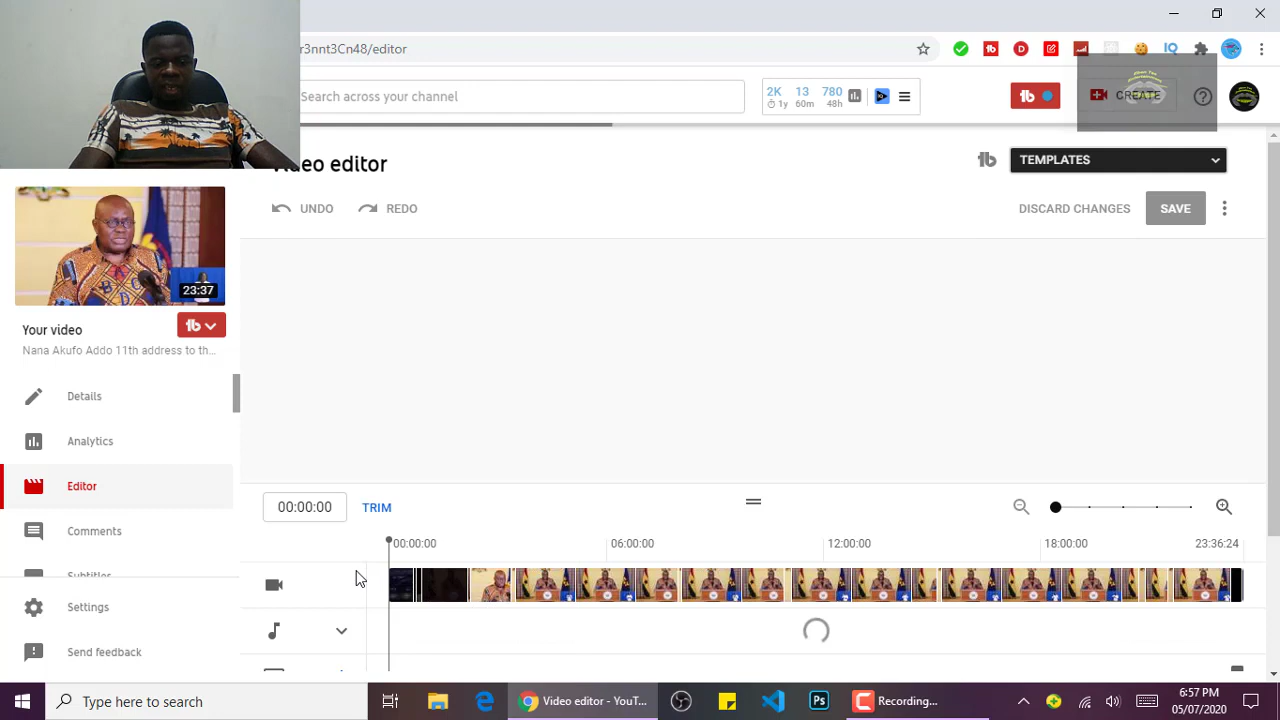 r3nnt3Cn48/editor
IQ
Search across your channel
2K 13 780
1y 60m 48h
CREATE
Video editor
TEMPLATES
UNDO REDO
DISCARD CHANGES SAVE
23:37
Your video
Nana Akufo Addo 11th address to th...
Details
Analytics
Editor
Comments
Subtitles
Settings
Send feedback
00:00:00 TRIM
00:00:00 06:00:00 12:00:00 18:00:00 23:36:24
Type here to search
Video editor - YouT...
Recording...
6:57 PM
05/07/2020